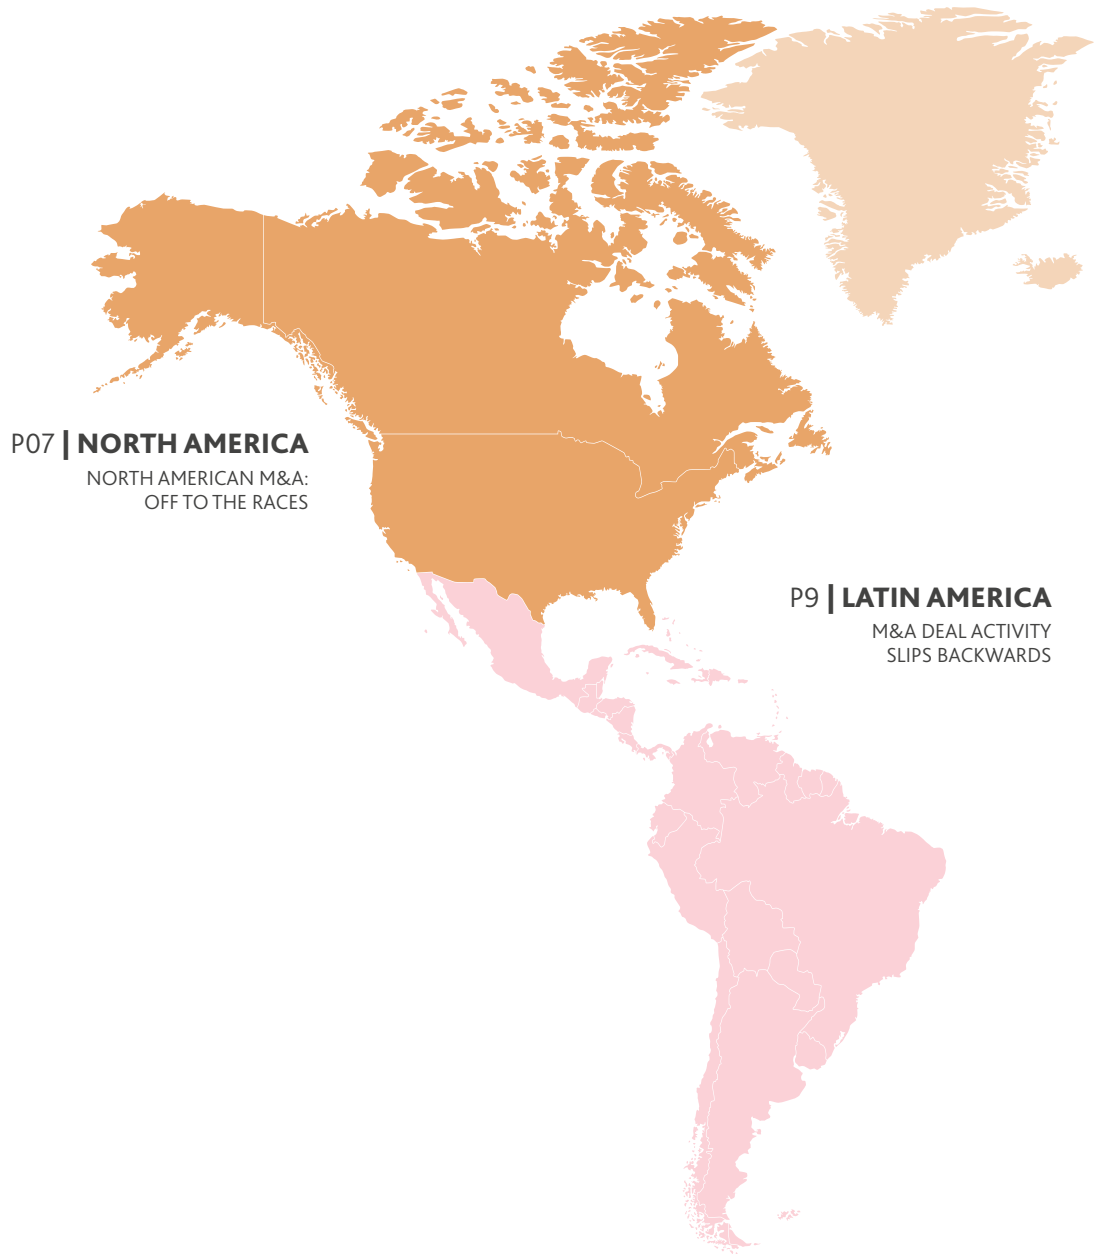 P07 | NORTH AMERICA
NORTH AMERICAN M&A:
OFF TO THE RACES
P9 | LATIN AMERICA
M&A DEAL ACTIVITY
SLIPS BACKWARDS